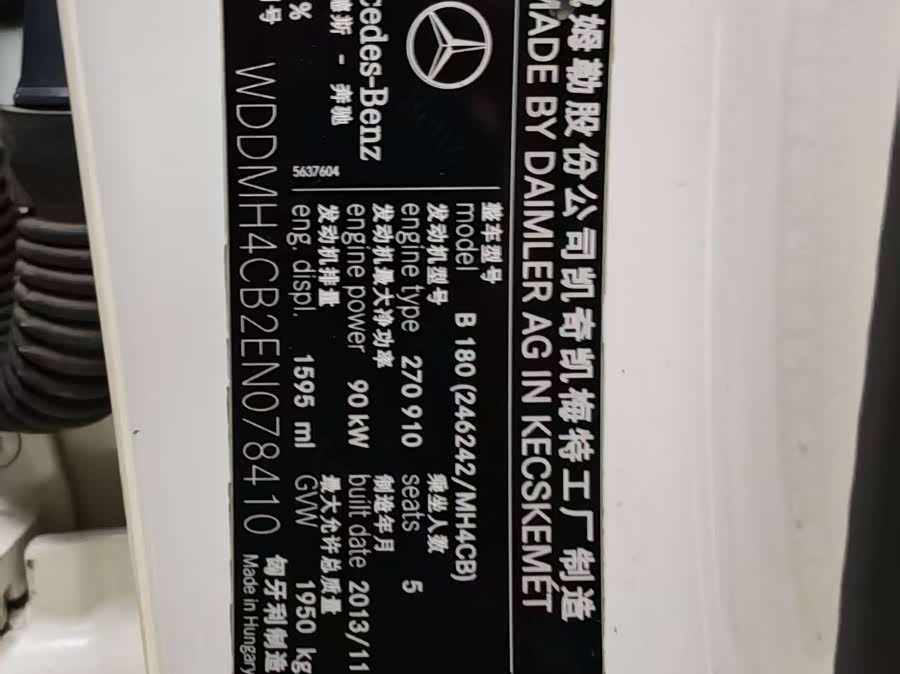 姆勒股份公司凯奇凯梅特工厂制造
MADE BY DAIMLER AG IN KECSKEMÉT
cedes-Benz
德斯 - 奔驰
%
号
5637604
整车型号
model B 180 (246242/MH4CB)
发动机型号 乘坐人数
engine type 270 910 seats 5
发动机最大净功率 制造年月
engine power 90 kW built date 2013/11
发动机排量 最大允许总质量
eng. displ. 1595 ml GVW 1950 kg
WDDMH4CB2EN078410
匈牙利制造
Made in Hungary